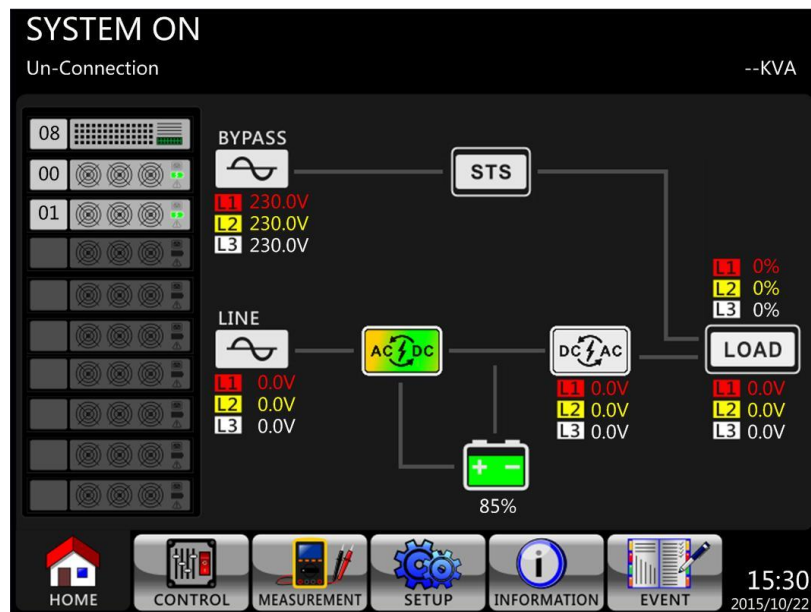 SYSTEM ON
Un-Connection
--KVA
08
00
01
BYPASS
L1 230.0V
L2 230.0V
L3 230.0V
STS
L1 0%
L2 0%
L3 0%
LINE
AC DC
DC AC
LOAD
L1 0.0V
L2 0.0V
L3 0.0V
L1 0.0V
L2 0.0V
L3 0.0V
L1 0.0V
L2 0.0V
L3 0.0V
+ -
85%
HOME
CONTROL
MEASUREMENT
SETUP
INFORMATION
EVENT
15:30
2015/10/22